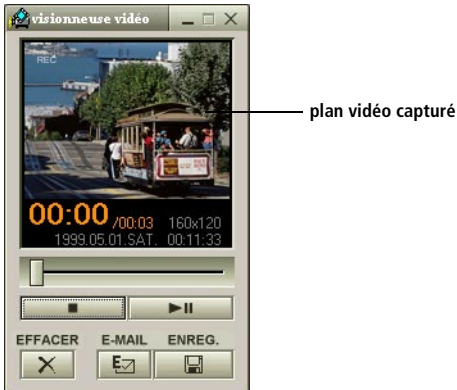 visionneuse vidéo
REC
plan vidéo capturé
00:00 /00:03 160x120
1999.05.01.SAT. 00:11:33
EFFACER E-MAIL ENREG.
E